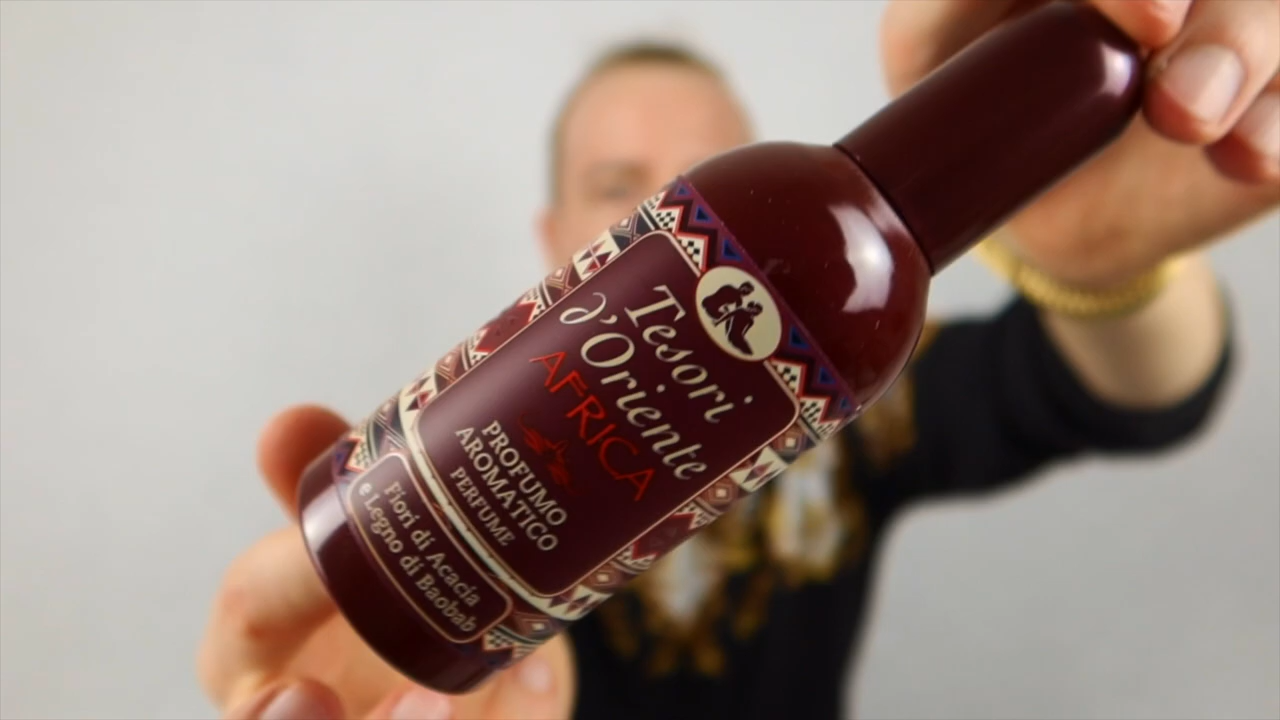 Tesori
d'Oriente
AFRICA
PROFUMO
AROMATICO
PERFUME
Fiori di Acacia
e Legno di Baobab